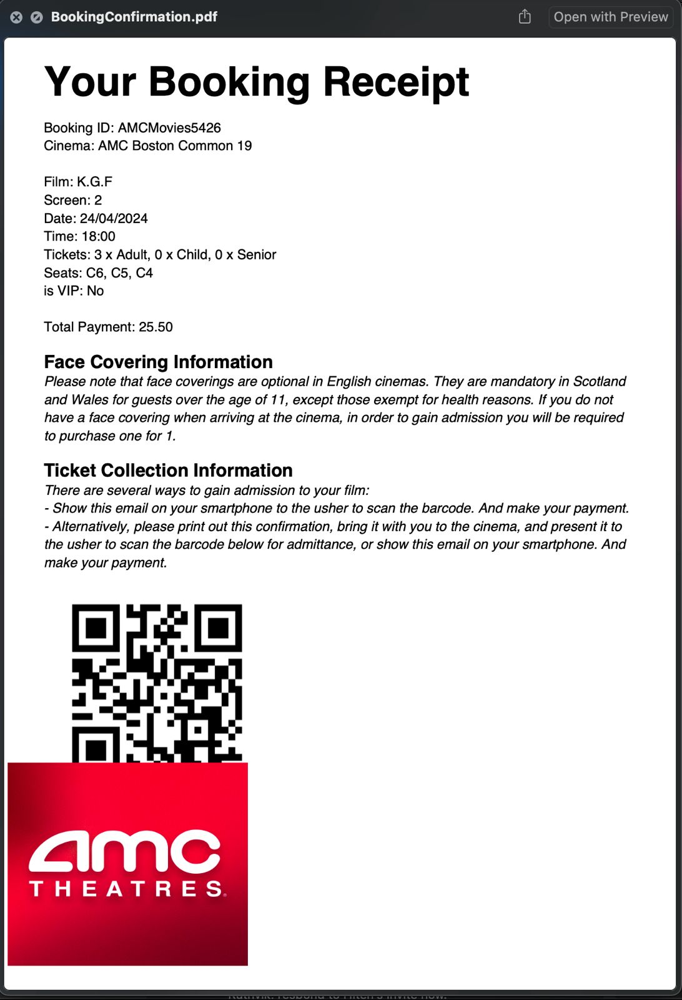 BookingConfirmation.pdf
Open with Preview
Your Booking Receipt
Booking ID: AMCMovies5426
Cinema: AMC Boston Common 19
Film: K.G.F
Screen: 2
Date: 24/04/2024
Time: 18:00
Tickets: 3 x Adult, 0 x Child, 0 x Senior
Seats: C6, C5, C4
is VIP: No
Total Payment: 25.50
Face Covering Information
Please note that face coverings are optional in English cinemas. They are mandatory in Scotland
and Wales for guests over the age of 11, except those exempt for health reasons. If you do not
have a face covering when arriving at the cinema, in order to gain admission you will be required
to purchase one for 1.
Ticket Collection Information
There are several ways to gain admission to your film:
- Show this email on your smartphone to the usher to scan the barcode. And make your payment.
- Alternatively, please print out this confirmation, bring it with you to the cinema, and present it to
the usher to scan the barcode below for admittance, or show this email on your smartphone. And
make your payment.
amc
THEATRES.